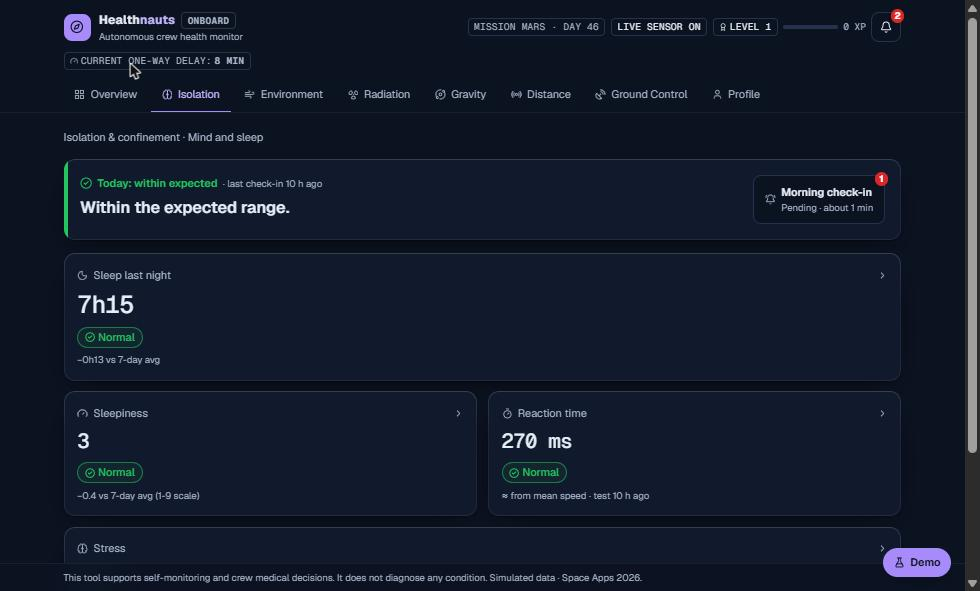 Healthnauts ONBOARD
Autonomous crew health monitor
MISSION MARS · DAY 46
LIVE SENSOR ON
LEVEL 1
0 XP
2
CURRENT ONE-WAY DELAY: 8 MIN
Overview Isolation Environment Radiation Gravity Distance Ground Control Profile
Isolation & confinement · Mind and sleep
Today: within expected · last check-in 10 h ago
Within the expected range.
1
Morning check-in
Pending · about 1 min
Sleep last night
7h15
Normal
−0h13 vs 7-day avg
Sleepiness
3
Normal
−0.4 vs 7-day avg (1-9 scale)
Reaction time
270 ms
Normal
≈ from mean speed · test 10 h ago
Stress
Demo
This tool supports self-monitoring and crew medical decisions. It does not diagnose any condition. Simulated data · Space Apps 2026.